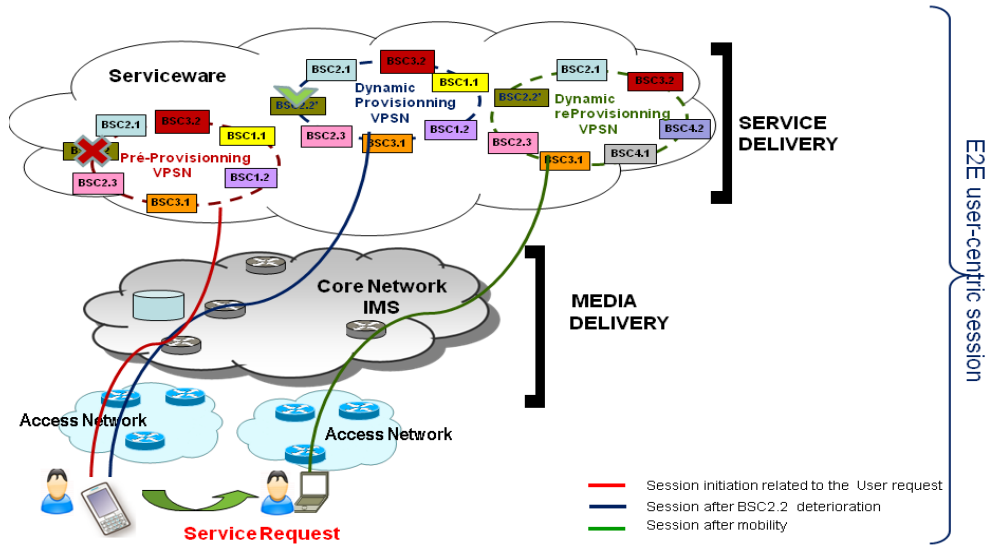 Serviceware
BSC2.1
BSC3.2
BSC1.1
BSC2.3
BSC1.2
BSC3.1
Pré-Provisionning
VPSN
BSC2.1
BSC3.2
BSC1.1
BSC2.2'
BSC2.3
BSC1.2
BSC3.1
Dynamic
Provisionning
VPSN
BSC2.1
BSC3.2
BSC2.2'
BSC4.2
BSC2.3
BSC4.1
BSC3.1
Dynamic
reProvisionning
VPSN
SERVICE
DELIVERY
E2E user-centric session
Core Network
IMS
MEDIA
DELIVERY
Access Network
Access Network
Service Request
Session initiation related to the User request
Session after BSC2.2 deterioration
Session after mobility